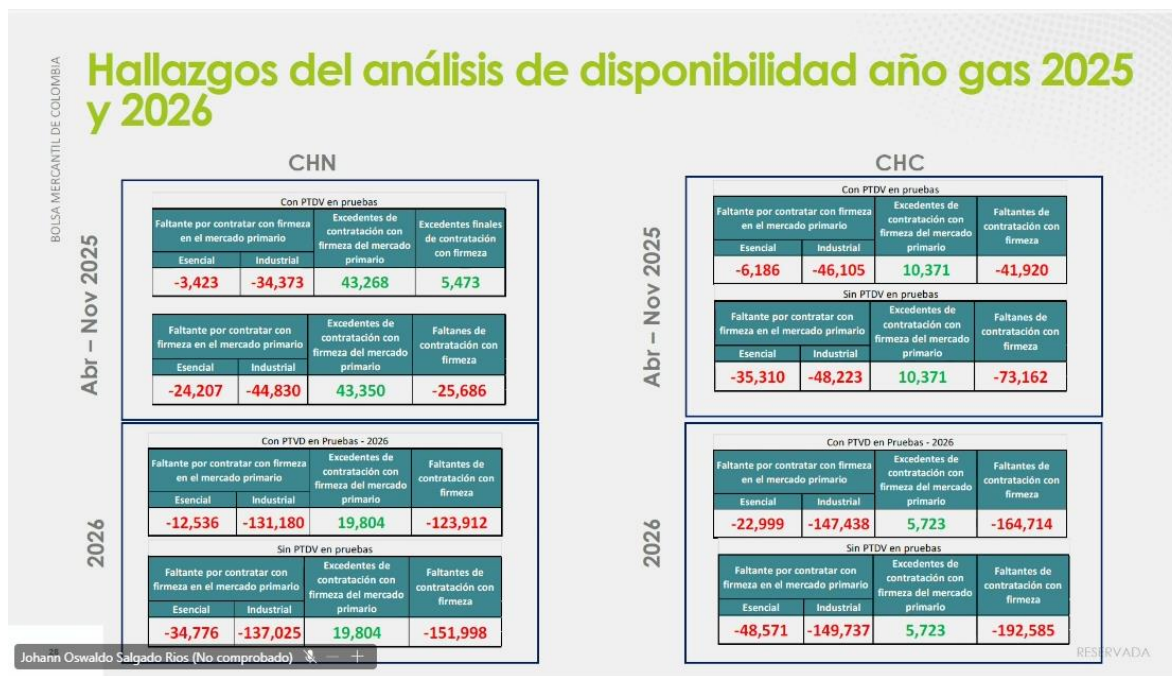 BOLSA MERCANTIL DE COLOMBIA
Hallazgos del análisis de disponibilidad año gas 2025
y 2026
CHN
Abr – Nov 2025
Con PTDV en pruebas
Faltante por contratar con firmeza
en el mercado primario
Esencial
Industrial
Excedentes de
contratación con
firmeza del mercado
primario
Excedentes finales
de contratación
con firmeza
-3,423
-34,373
43,268
5,473
Faltante por contratar con
firmeza en el mercado primario
Esencial
Industrial
Excedentes de
contratación con
firmeza del mercado
primario
Faltanes de
contratación con
firmeza
-24,207
-44,830
43,350
-25,686
2026
Con PTVD en Pruebas - 2026
Faltante por contratar con firmeza
en el mercado primario
Esencial
Industrial
Excedentes de
contratación con
firmeza del mercado
primario
Faltantes de
contratación con
firmeza
-12,536
-131,180
19,804
-123,912
Sin PTDV en pruebas
Faltante por contratar con
firmeza en el mercado primario
Esencial
Industrial
Excedentes de
contratación con
firmeza del mercado
primario
Faltantes de
contratación con
firmeza
-34,776
-137,025
19,804
-151,998
CHC
Abr – Nov 2025
Con PTDV en pruebas
Faltante por contratar con firmeza
en el mercado primario
Esencial
Industrial
Excedentes de
contratación con
firmeza del mercado
primario
Faltantes de
contratación con
firmeza
-6,186
-46,105
10,371
-41,920
Sin PTDV en pruebas
Faltante por contratar con
firmeza en el mercado primario
Esencial
Industrial
Excedentes de
contratación con
firmeza del mercado
primario
Faltanes de
contratación con
firmeza
-35,310
-48,223
10,371
-73,162
2026
Con PTVD en Pruebas - 2026
Faltante por contratar con firmeza
en el mercado primario
Esencial
Industrial
Excedentes de
contratación con
firmeza del mercado
primario
Faltantes de
contratación con
firmeza
-22,999
-147,438
5,723
-164,714
Sin PTDV en pruebas
Faltante por contratar con
firmeza en el mercado primario
Esencial
Industrial
Excedentes de
contratación con
firmeza del mercado
primario
Faltantes de
contratación con
firmeza
-48,571
-149,737
5,723
-192,585
Johann Oswaldo Salgado Rios (No comprobado)
RESERVADA